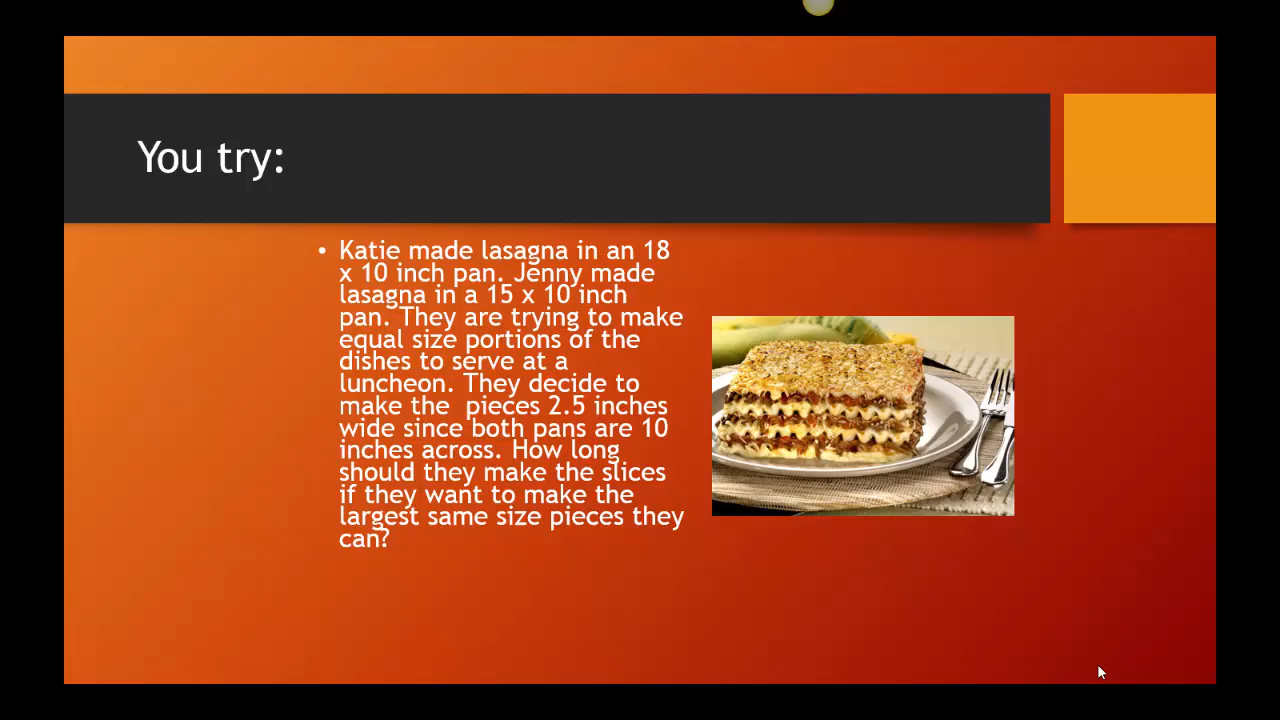 You try:
• Katie made lasagna in an 18
x 10 inch pan. Jenny made
lasagna in a 15 x 10 inch
pan. They are trying to make
equal size portions of the
dishes to serve at a
luncheon. They decide to
make the  pieces 2.5 inches
wide since both pans are 10
inches across. How long
should they make the slices
if they want to make the
largest same size pieces they
can?